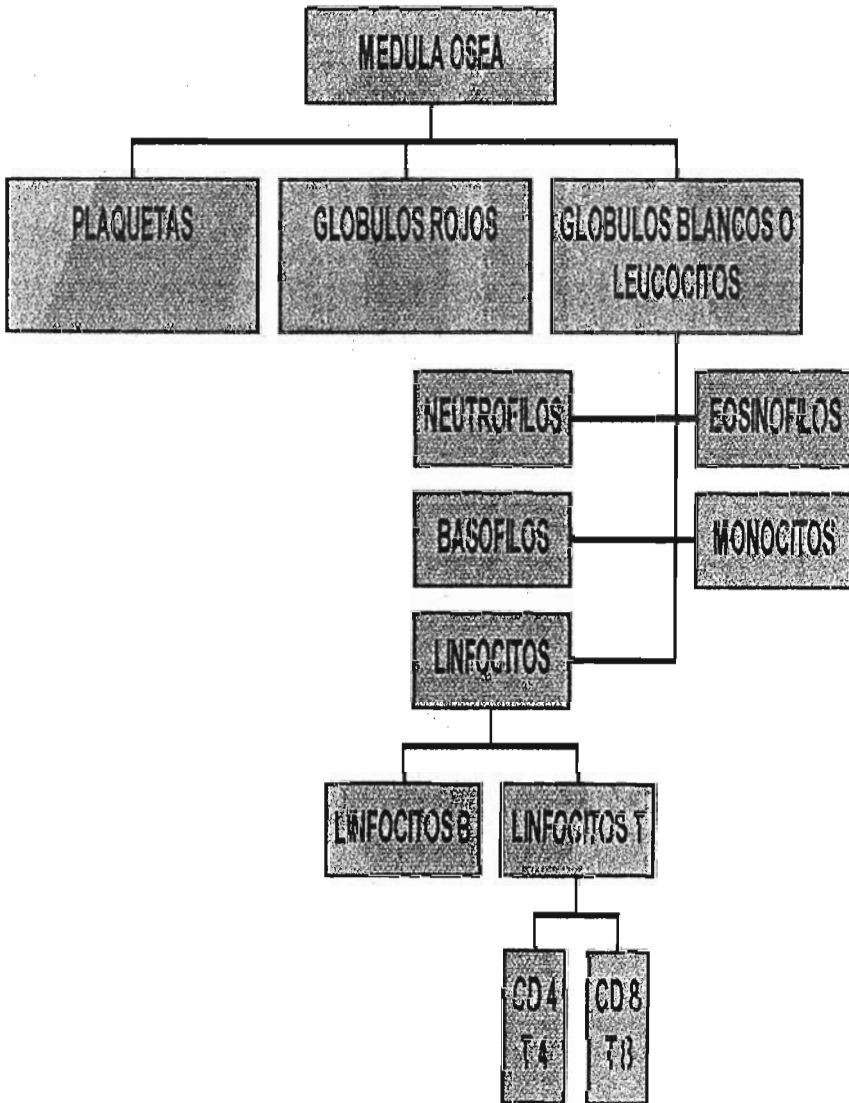 MEDULA OSEA
PLAQUETAS
GLOBULOS ROJOS
GLOBULOS BLANCOS O
LEUCOCITOS
NEUTROFILOS
EOSINOFILOS
BASOFILOS
MONOCITOS
LINFOCITOS
LINFOCITOS B
LINFOCITOS T
CD 4
T 4
CD 8
T 8